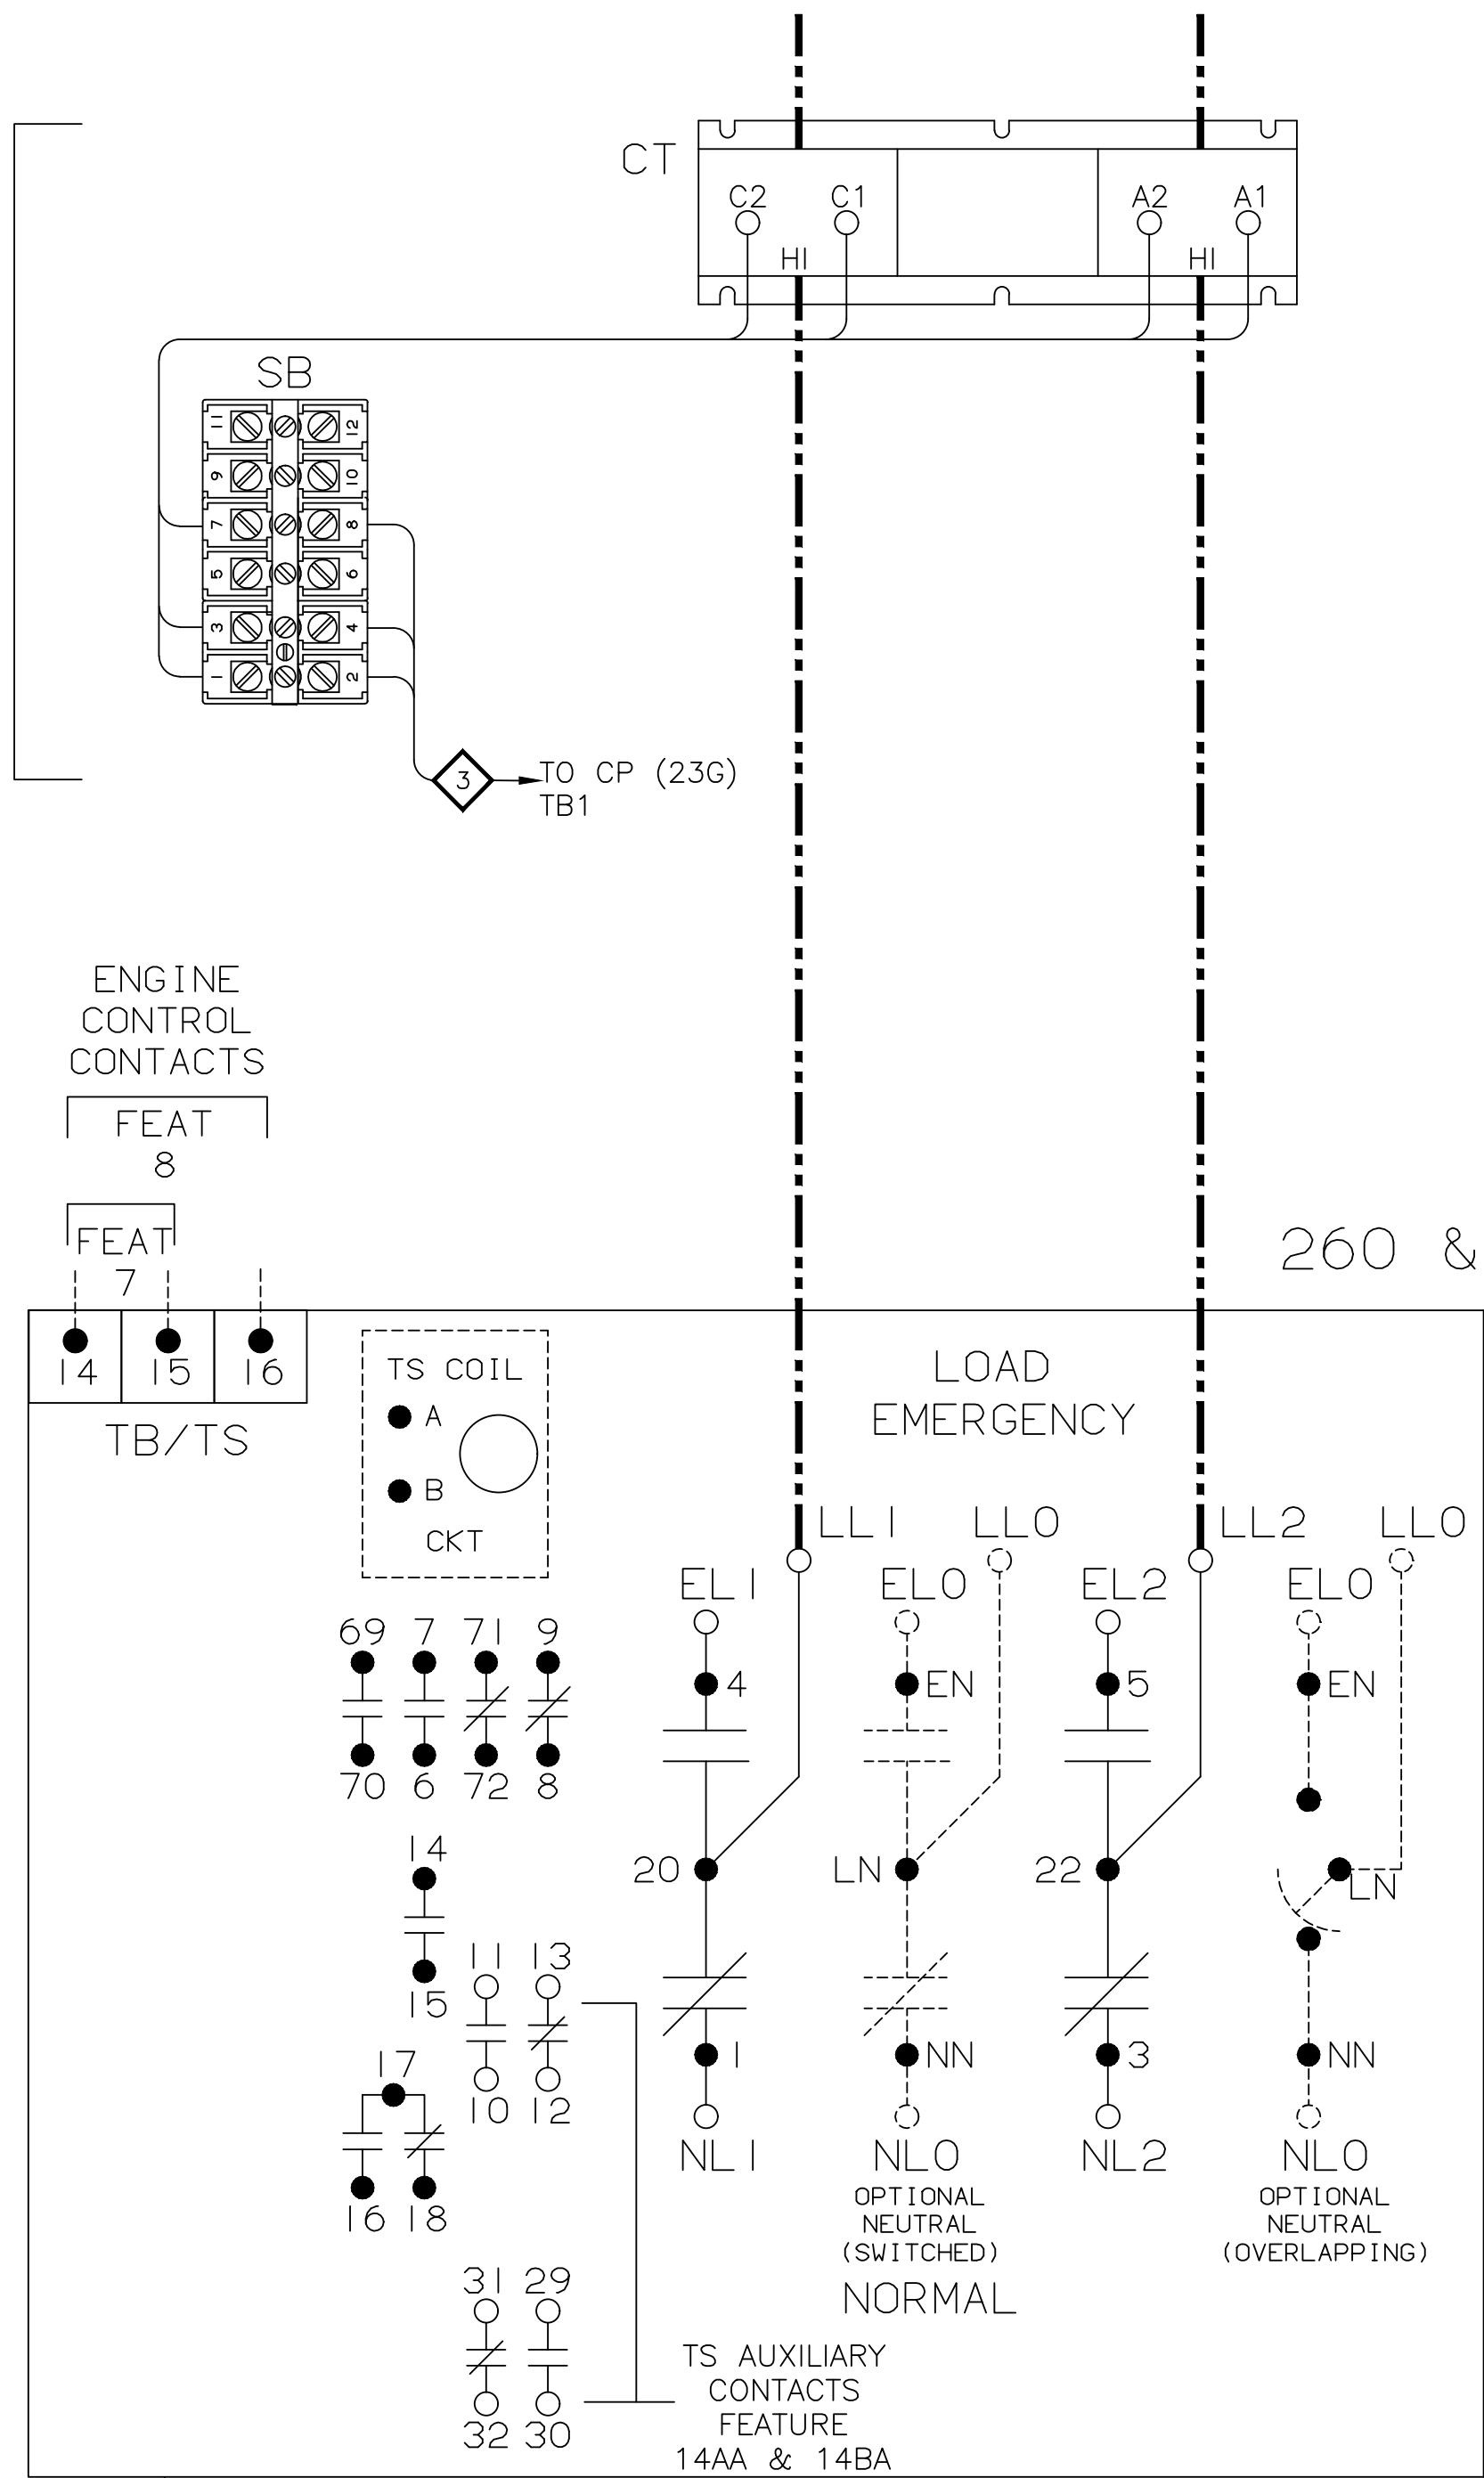 CT
C2 C1 A2 A1
HI HI
SB
11 12
9 10
7 8
5 6
3 4
1 2
3 TO CP (23G)
TB1
ENGINE
CONTROL
CONTACTS
FEAT
8
FEAT
7
260 &
14 15 16
TB/TS
TS COIL
A
B
CKT
LOAD
EMERGENCY
LL1 LL0 LL2 LL0
EL1 EL0 EL2 EL0
69 7 71 9
4 EN 5 EN
70 6 72 8
14
20 LN 22 LN
15
11 13
1 NN 3 NN
17
10 12
NL1 NL0 NL2 NL0
16 18
OPTIONAL
NEUTRAL
(SWITCHED)
OPTIONAL
NEUTRAL
(OVERLAPPING)
NORMAL
31 29
32 30
TS AUXILIARY
CONTACTS
FEATURE
14AA & 14BA